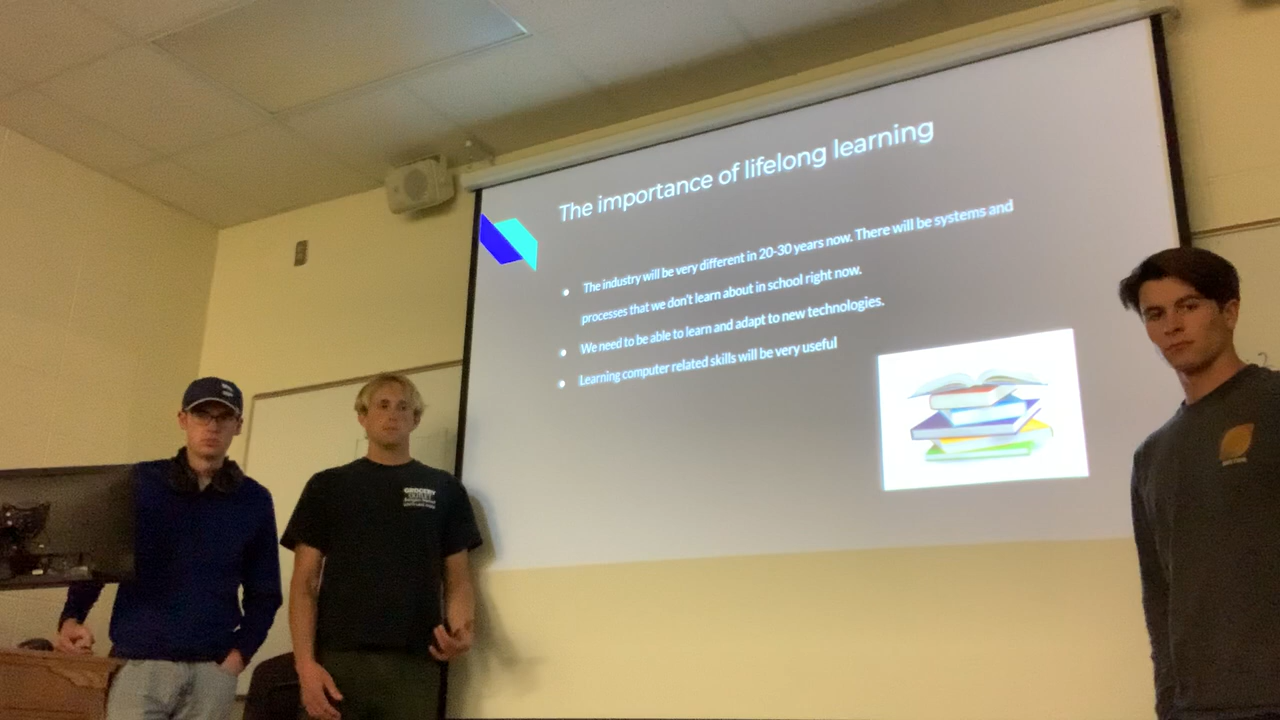 The importance of lifelong learning
The industry will be very different in 20-30 years now. There will be systems and
processes that we don't learn about in school right now.
We need to be able to learn and adapt to new technologies.
Learning computer related skills will be very useful
GROCERY
OUTLET